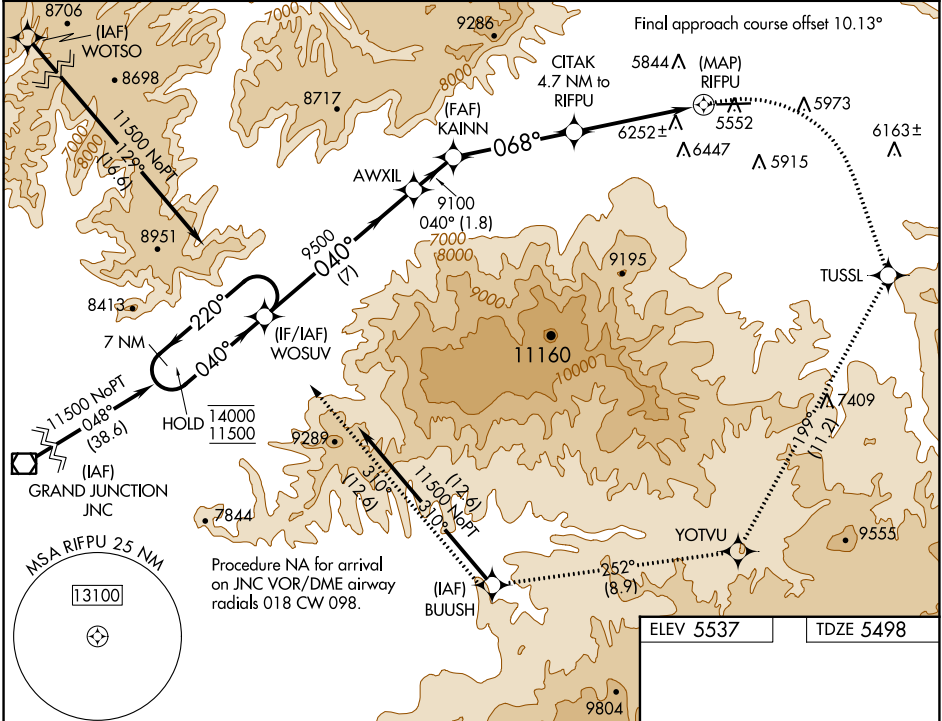 8706
(IAF)
WOTSO
8698
7000
8000
11500 NoPT
129°
(16.6)
8951
8413
9286
8000
7000
8717
Final approach course offset 10.13°
CITAK
4.7 NM to
RIFPU
5844
(MAP)
RIFPU
5973
5552
6252±
6447
5915
6163±
(FAF)
KAINN
068°
AWXIL
9100
040° (1.8)
9500
040°
(7)
7000
8000
9000
9195
11160
10000
TUSSL
220°
7 NM
040°
(IF/IAF)
WOSUV
HOLD
14000
11500
11500 NoPT
048°
(38.6)
(IAF)
GRAND JUNCTION
JNC
9289
310°
(12.6)
(12.6)
11500 NoPT
310°
7844
7409
199°
(11.2)
YOTVU
9555
252°
(8.9)
(IAF)
BUUSH
Procedure NA for arrival
on JNC VOR/DME airway
radials 018 CW 098.
MSA RIFPU 25 NM
13100
ELEV 5537
TDZE 5498
9804